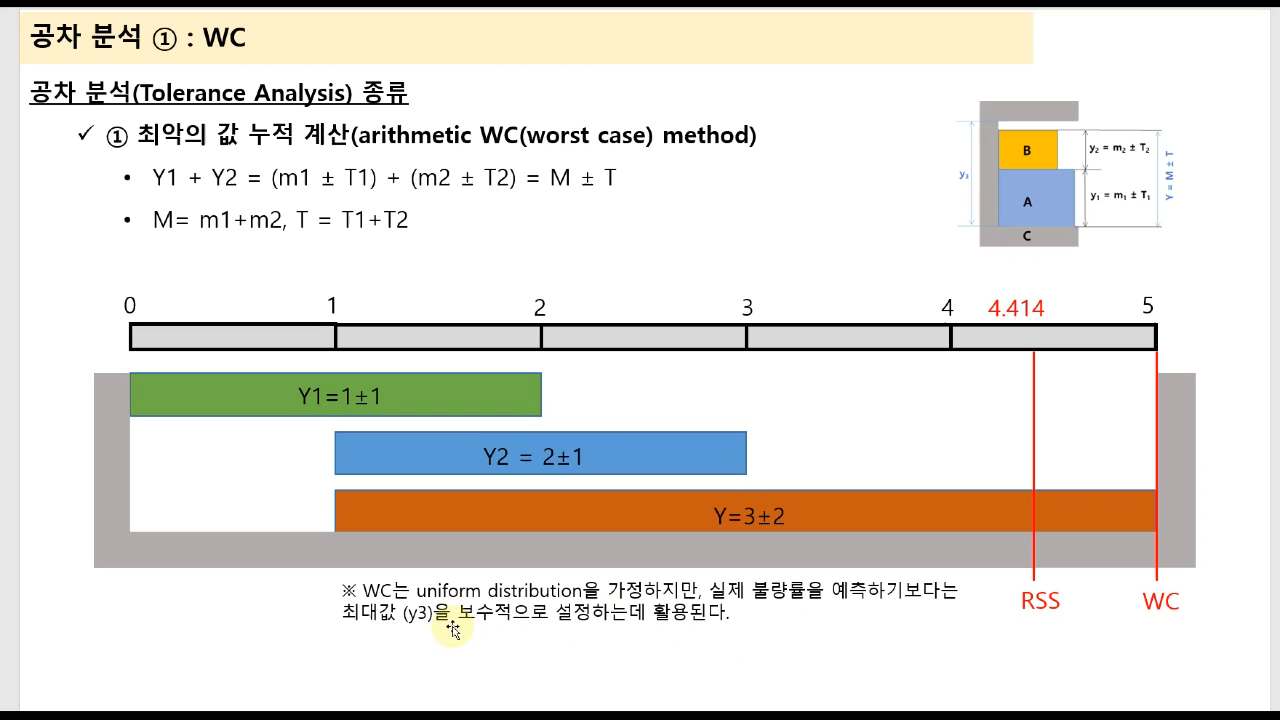 공차 분석 ① : WC
공차 분석(Tolerance Analysis) 종류
✓ ① 최악의 값 누적 계산(arithmetic WC(worst case) method)
• Y1 + Y2 = (m1 ± T1) + (m2 ± T2) = M ± T
• M= m1+m2, T = T1+T2
B
y₂ = m₂ ± T₂
y₃
A
y₁ = m₁ ± T₁
Y = M ± T
C
0 1 2 3 4 4.414 5
Y1=1±1
Y2 = 2±1
Y=3±2
※ WC는 uniform distribution을 가정하지만, 실제 불량률을 예측하기보다는
최대값 (y3)을 보수적으로 설정하는데 활용된다.
RSS
WC